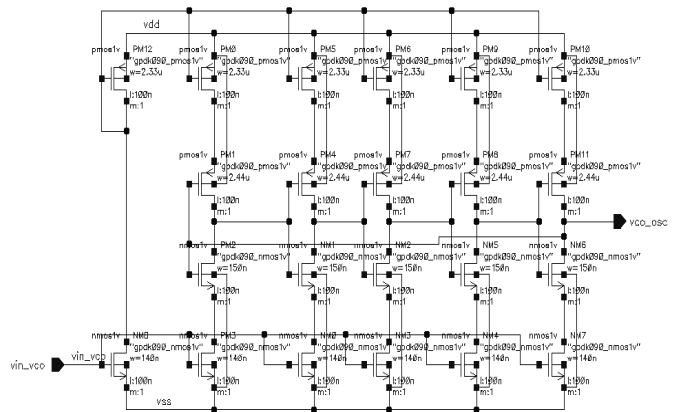 vdd
pmos1v PM12 pmos1v PM0 pmos1v PM5 pmos1v PM6 pmos1v PM9 pmos1v PM10
"gpdk090_pmos1v" "gpdk090_pmos1v" "gpdk090_pmos1v" "gpdk090_pmos1v" "gpdk090_pmos1v" "gpdk090_pmos1v"
w=2.33u w=2.33u w=2.33u w=2.33u w=2.33u w=2.33u
l:100n l:100n l:100n l:100n l:100n l:100n
m:1 m:1 m:1 m:1 m:1 m:1
pmos1v PM1 pmos1v PM4 pmos1v PM7 pmos1v PM8 pmos1v PM11
"gpdk090_pmos1v" "gpdk090_pmos1v" "gpdk090_pmos1v" "gpdk090_pmos1v" "gpdk090_pmos1v"
w=2.44u w=2.44u w=2.44u w=2.44u w=2.44u
l:100n l:100n l:100n l:100n l:100n
m:1 m:1 m:1 m:1 m:1
vco_osc
nmos1v PM2 nmos1v NM1 nmos1v NM2 nmos1v NM5 nmos1v NM6
"gpdk090_nmos1v" "gpdk090_nmos1v" "gpdk090_nmos1v" "gpdk090_nmos1v" "gpdk090_nmos1v"
w=150n w=150n w=150n w=150n w=150n
l:100n l:100n l:100n l:100n l:100n
m:1 m:1 m:1 m:1 m:1
nmos1v NM8 nmos1v PM3 nmos1v NM0 nmos1v NM3 nmos1v NM4 nmos1v NM7
"gpdk090_nmos1v" "gpdk090_nmos1v" "gpdk090_nmos1v" "gpdk090_nmos1v" "gpdk090_nmos1v" "gpdk090_nmos1v"
vin_vco vin_vco w=140n w=140n w=140n w=140n w=140n w=140n
l:100n l:100n l:100n l:100n l:100n l:100n
m:1 m:1 m:1 m:1 m:1 m:1
vss